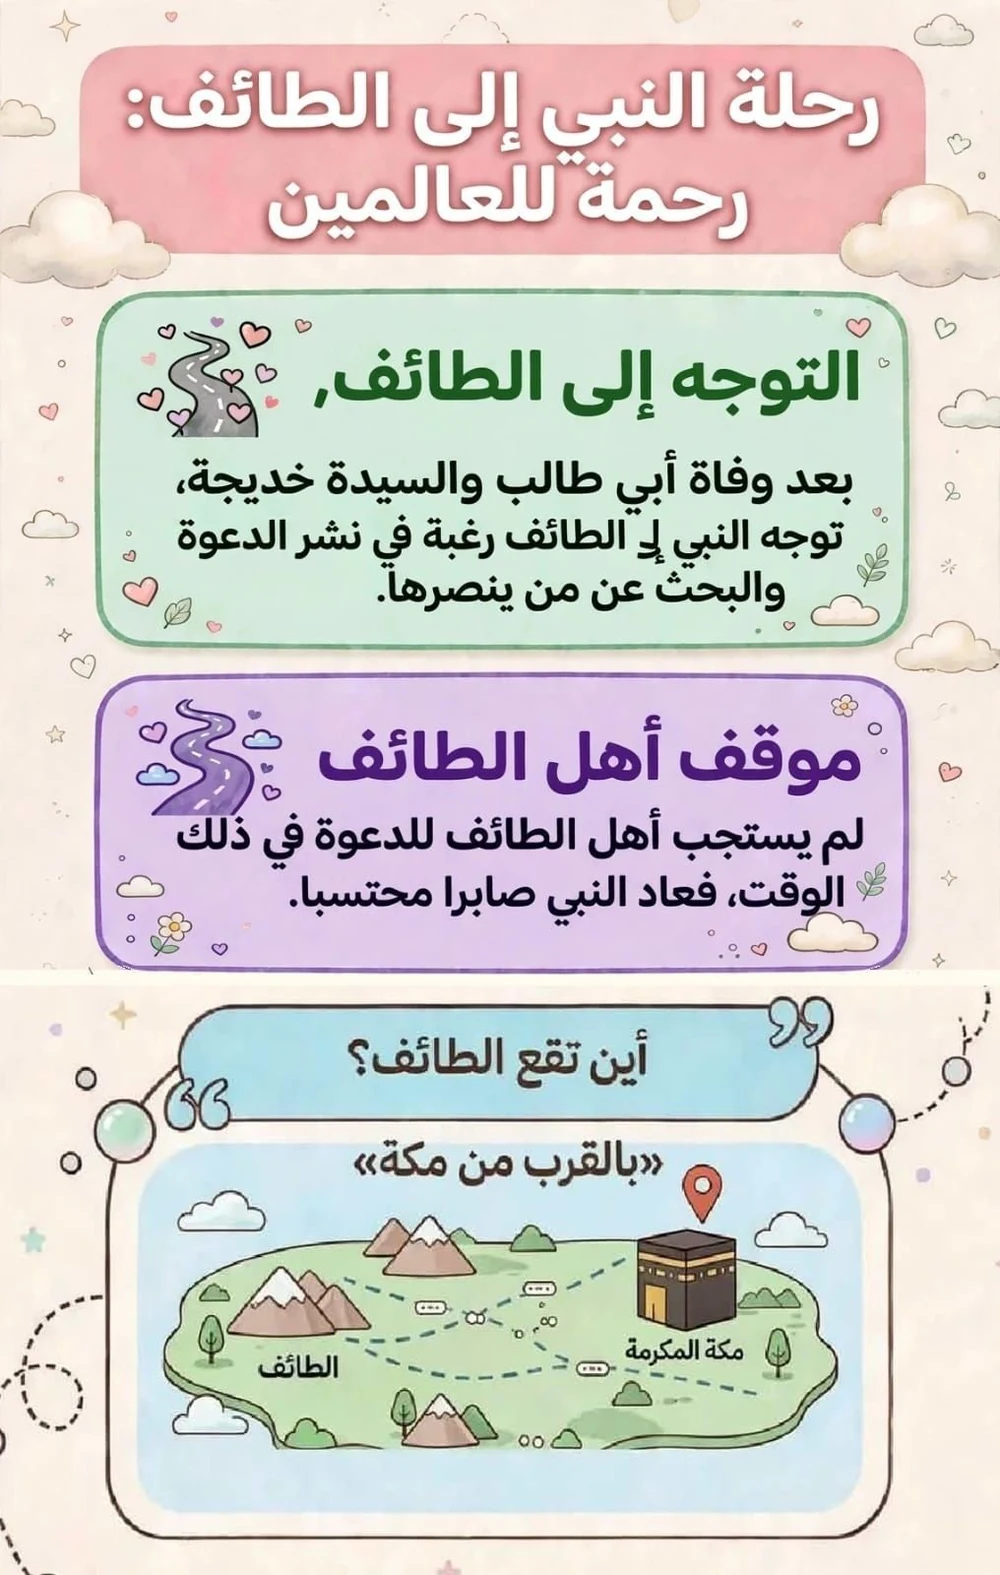 رحلة النبي إلى الطائف:
رحمة للعالمين
التوجه إلى الطائف,
بعد وفاة أبي طالب والسيدة خديجة،
توجه النبي إلـ الطائف رغبة في نشر الدعوة
والبحث عن من ينصرها.
موقف أهل الطائف
لم يستجب أهل الطائف للدعوة في ذلك
الوقت، فعاد النبي صابرا محتسبا.
أين تقع الطائف؟
«بالقرب من مكة»
مكة المكرمة
الطائف